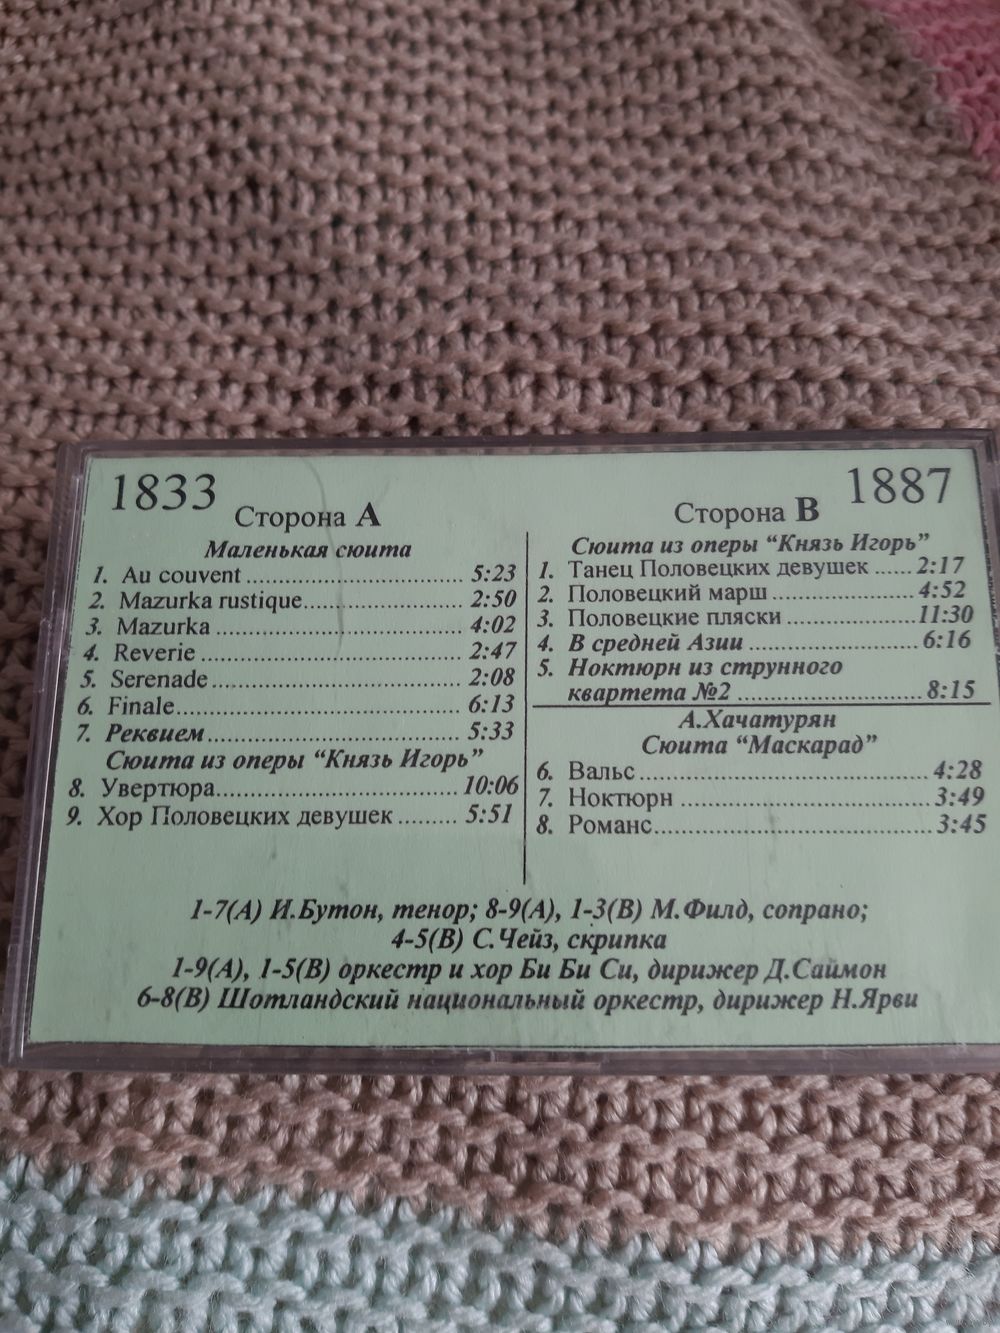 1833
1887
Сторона А
Маленькая сюита
1. Au couvent ........ 5:23
2. Mazurka rustique........ 2:50
3. Mazurka ........ 4:02
4. Reverie ........ 2:47
5. Serenade ........ 2:08
6. Finale........ 6:13
7. Реквием........ 5:33
Сюита из оперы “Князь Игорь”
8. Увертюра........ 10:06
9. Хор Половецких девушек ........ 5:51
Сторона В
Сюита из оперы “Князь Игорь”
1. Танец Половецких девушек ......2:17
2. Половецкий марш ........ 4:52
3. Половецкие пляски ........11:30
4. В средней Азии ........ 6:16
5. Ноктюрн из струнного
квартета №2 ........ 8:15
А.Хачатурян
Сюита “Маскарад”
6. Вальс ........ 4:28
7. Ноктюрн ........ 3:49
8. Романс........ 3:45
1-7(А) И.Бутон, тенор; 8-9(А), 1-3(В) М.Филд, сопрано;
4-5(В) С.Чейз, скрипка
1-9(А), 1-5(В) оркестр и хор Би Би Си, дирижер Д.Саймон
6-8(В) Шотландский национальный оркестр, дирижер Н.Ярви